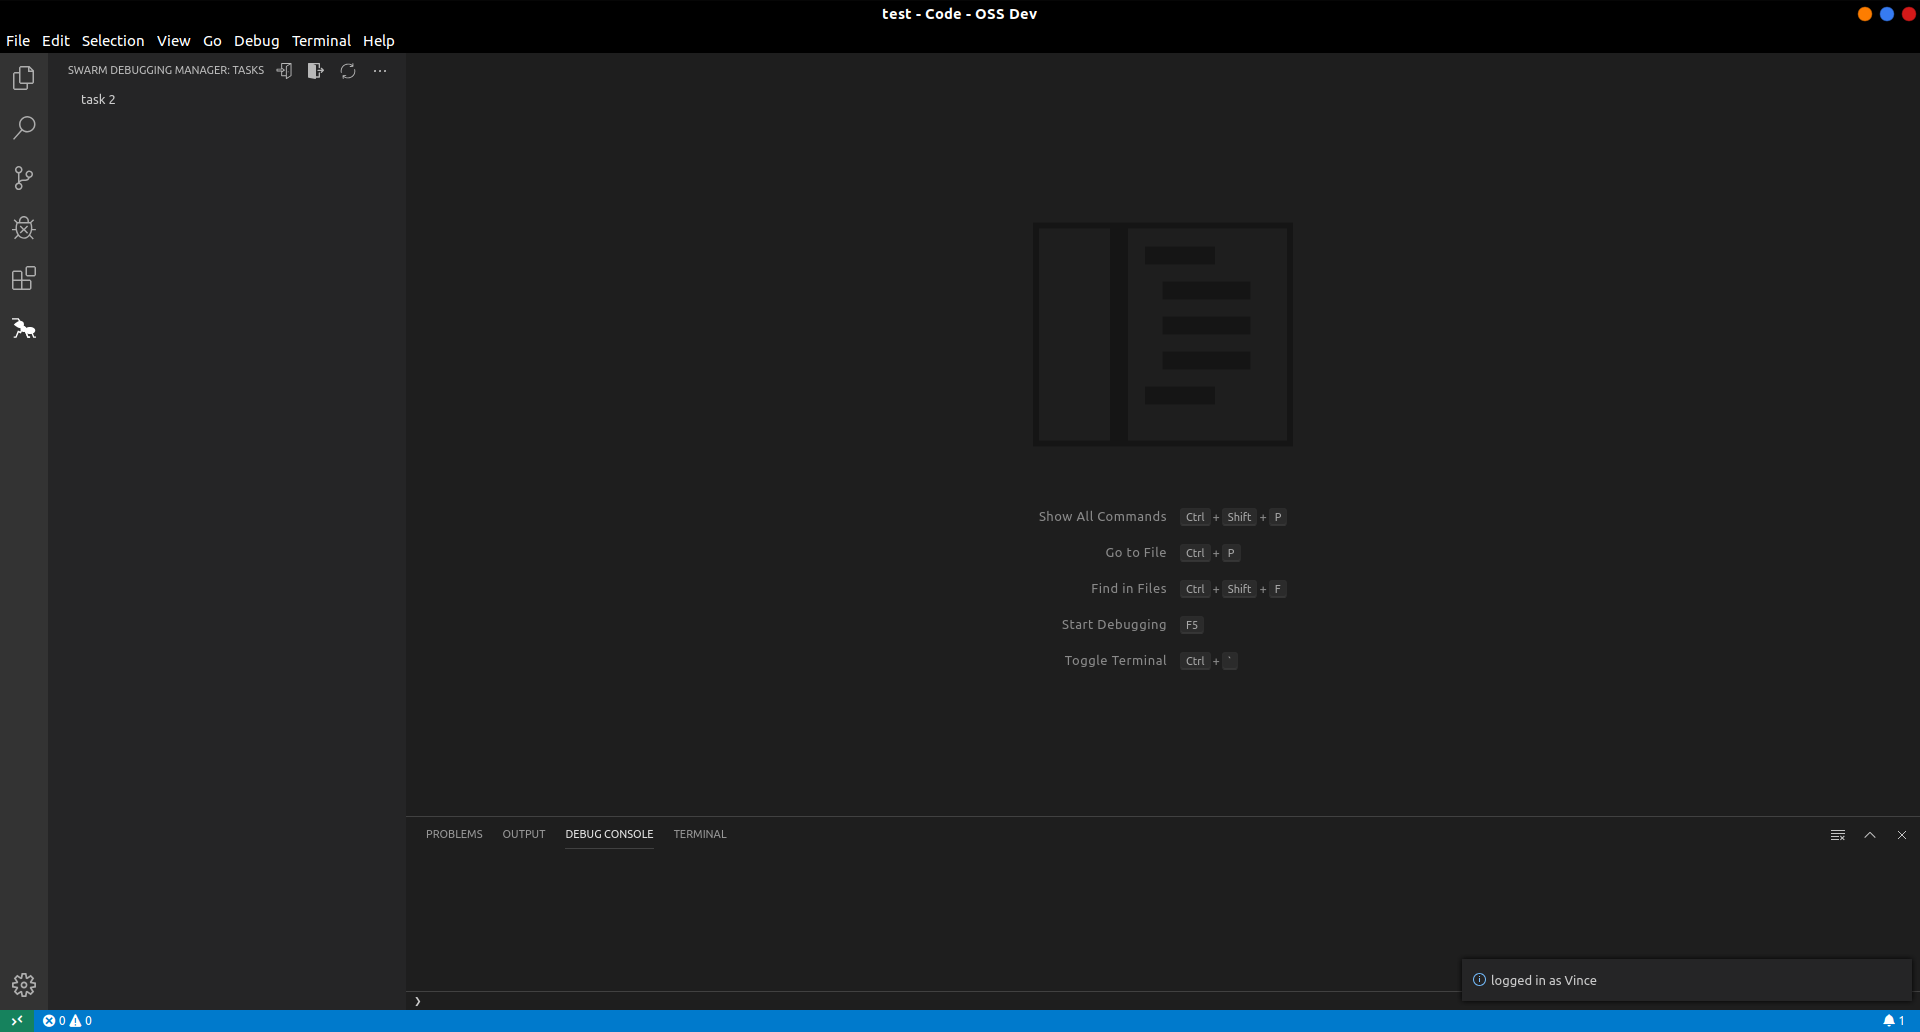 test - Code - OSS Dev
File Edit Selection View Go Debug Terminal Help
SWARM DEBUGGING MANAGER: TASKS
task 2
Show All Commands Ctrl + Shift + P
Go to File Ctrl + P
Find in Files Ctrl + Shift + F
Start Debugging F5
Toggle Terminal Ctrl + `
PROBLEMS OUTPUT DEBUG CONSOLE TERMINAL
logged in as Vince
0 0
1